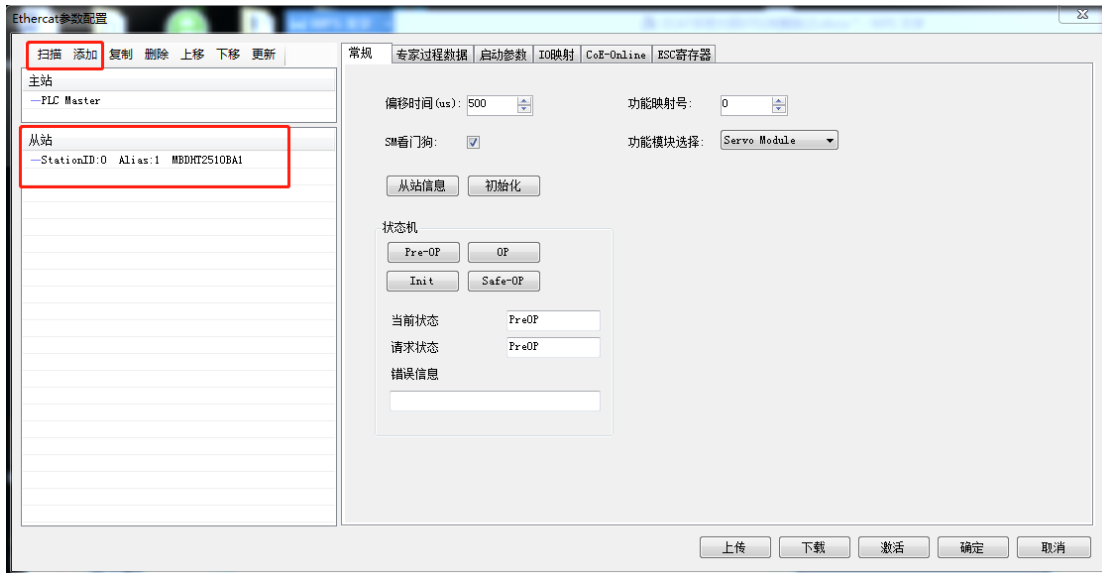 Ethercat参数配置
扫描 添加 复制 删除 上移 下移 更新
主站
PLC Master
从站
StationID:0 Alias:1 MBDHT2510BA1
常规 专家过程数据 启动参数 IO映射 CoE-Online ESC寄存器
偏移时间(us): 500 功能映射号: 0
SM看门狗: 功能模块选择: Servo Module
从站信息 初始化
状态机
Pre-OP OP
Init Safe-OP
当前状态 PreOP
请求状态 PreOP
错误信息
上传 下载 激活 确定 取消